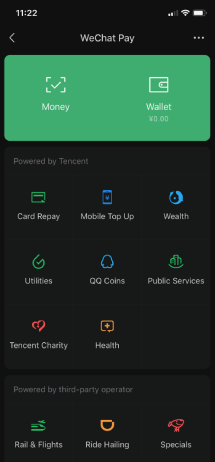 11:22
WeChat Pay
Money
Wallet
¥0.00
Powered by Tencent
Card Repay
Mobile Top Up
Wealth
Utilities
QQ Coins
Public Services
Tencent Charity
Health
Powered by third-party operator
Rail & Flights
Ride Hailing
Specials